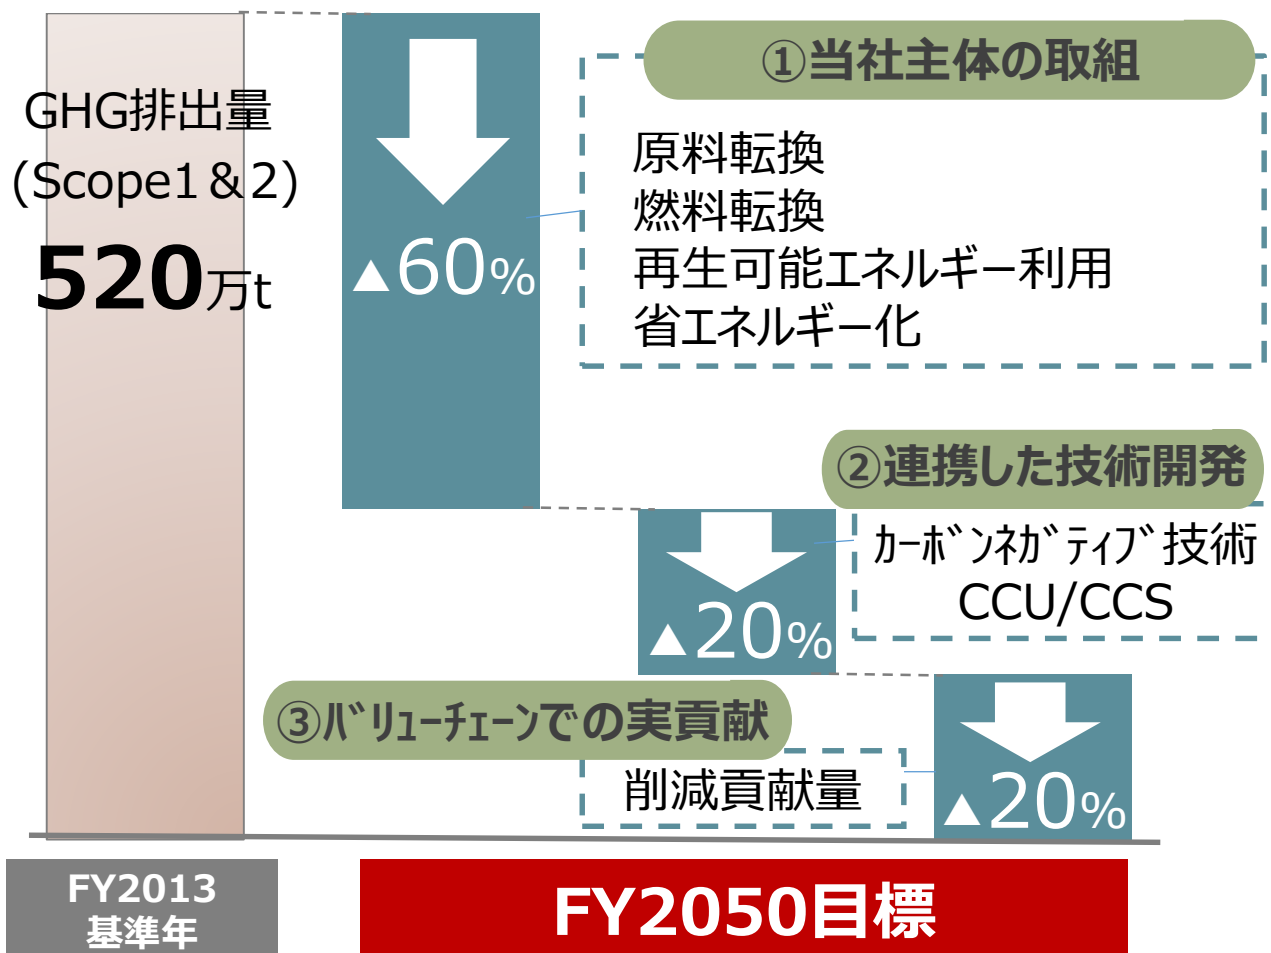 GHG排出量
(Scope1＆2)
520万t
▲60%
①当社主体の取組
原料転換
燃料転換
再生可能エネルギー利用
省エネルギー化
②連携した技術開発
ｶｰﾎﾞﾝﾈｶﾞﾃｨﾌﾞ技術
CCU/CCS
▲20%
③ﾊﾞﾘｭｰﾁｪｰﾝでの実貢献
削減貢献量
▲20%
FY2013
基準年
FY2050目標